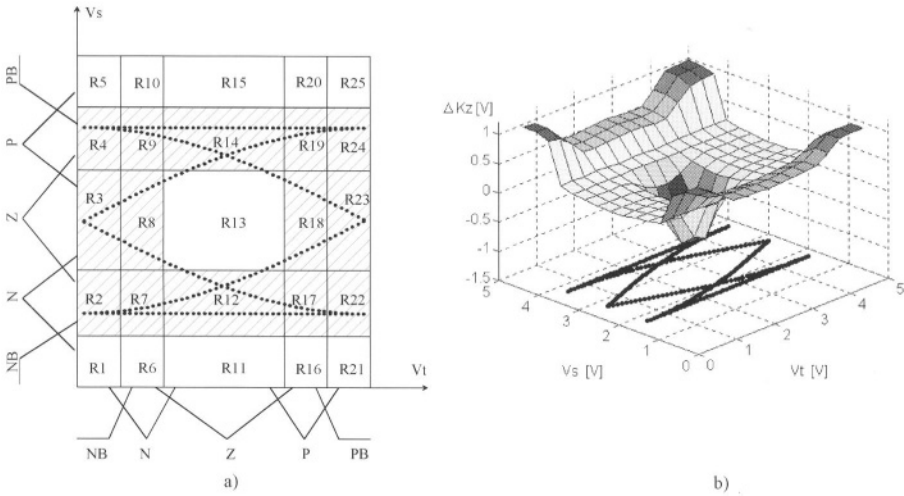 Vs
R5 R10 R15 R20 R25
R4 R9 R14 R19 R24
R3 R8 R13 R18 R23
R2 R7 R12 R17 R22
R1 R6 R11 R16 R21
Vt
PB
P
Z
N
NB
NB N Z P PB
a)
ΔKz [V]
1
0.5
0
-0.5
-1
-1.5
5 4 3 2 1 0
0 1 2 3 4 5
Vs [V]
Vt [V]
b)